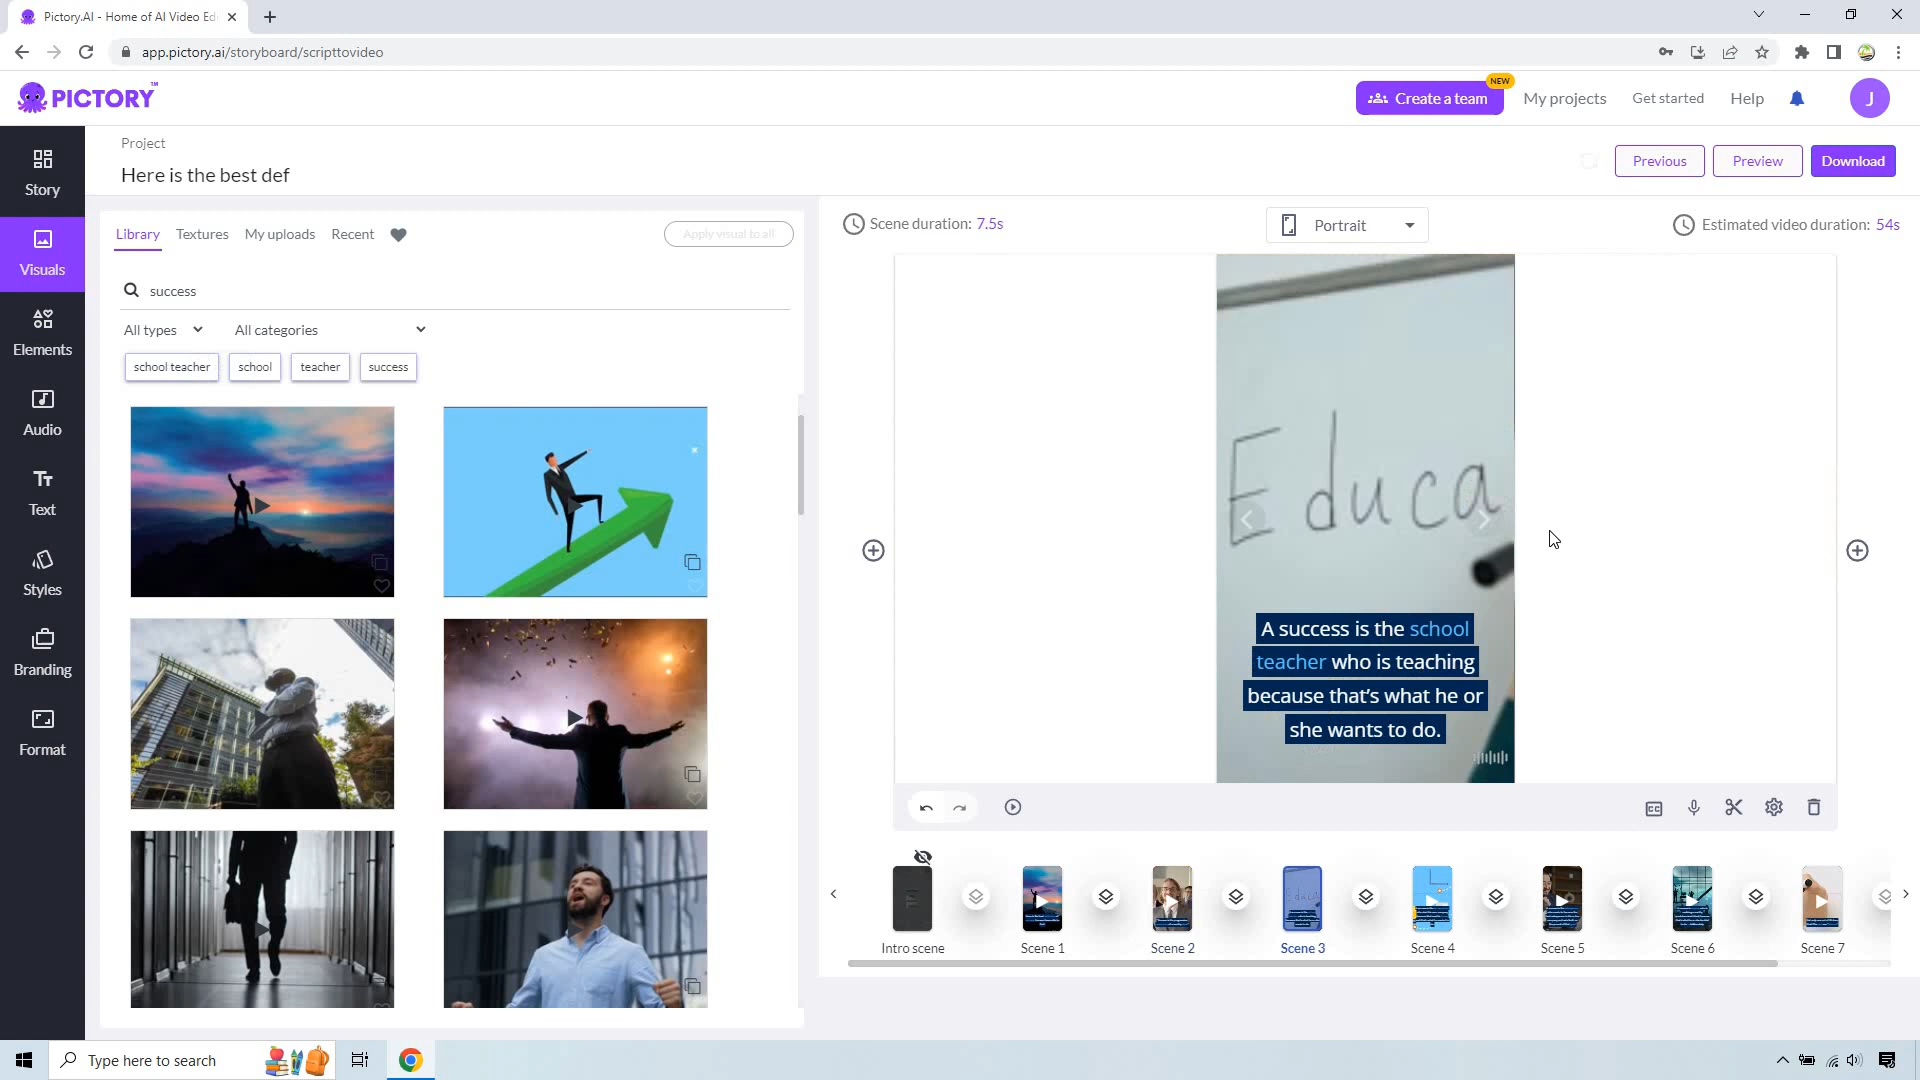 Pictory.AI - Home of AI Video Ed
app.pictory.ai/storyboard/scripttovideo
PICTORY™
Create a team
NEW
My projects
Get started
Help
J
Project
Here is the best def
Previous
Preview
Download
Story
Visuals
Elements
Audio
Text
Styles
Branding
Format
Library
Textures
My uploads
Recent
Apply visual to all
success
All types
All categories
school teacher
school
teacher
success
Scene duration: 7.5s
Portrait
Estimated video duration: 54s
Educa
A success is the school
teacher who is teaching
because that's what he or
she wants to do.
CC
Intro scene
Scene 1
Scene 2
Scene 3
Scene 4
Scene 5
Scene 6
Scene 7
Type here to search